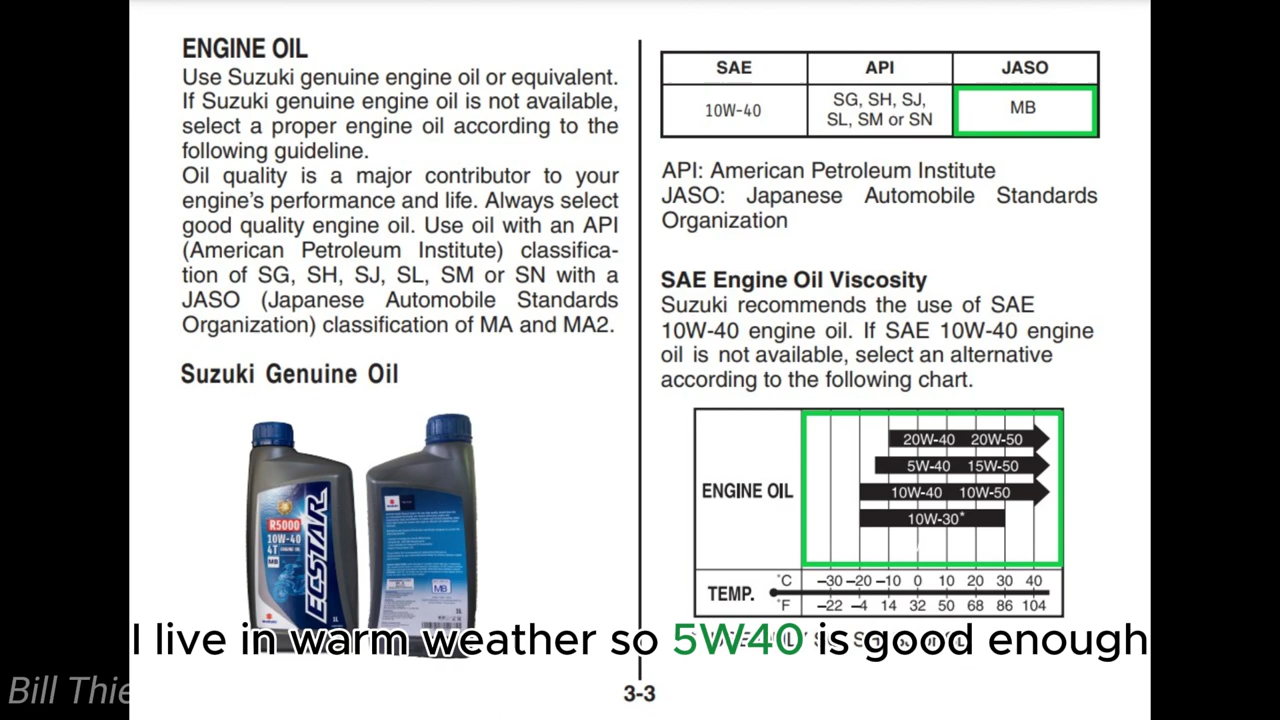 ENGINE OIL
Use Suzuki genuine engine oil or equivalent.
If Suzuki genuine engine oil is not available,
select a proper engine oil according to the
following guideline.
Oil quality is a major contributor to your
engine's performance and life. Always select
good quality engine oil. Use oil with an API
(American Petroleum Institute) classifica-
tion of SG, SH, SJ, SL, SM or SN with a
JASO (Japanese Automobile Standards
Organization) classification of MA and MA2.
Suzuki Genuine Oil
R5000
10W-40
4T ENGINE OIL
MB
ECSTAR
SUZUKI
1L
MB
SAE API JASO
10W-40 SG, SH, SJ, SL, SM or SN MB
API: American Petroleum Institute
JASO: Japanese Automobile Standards
Organization
SAE Engine Oil Viscosity
Suzuki recommends the use of SAE
10W-40 engine oil. If SAE 10W-40 engine
oil is not available, select an alternative
according to the following chart.
ENGINE OIL
20W-40 20W-50
5W-40 15W-50
10W-40 10W-50
10W-30*
TEMP.
°C –30 –20 –10 0 10 20 30 40
°F –22 –4 14 32 50 68 86 104
I live in warm weather so 5W40 is good enough
3-3
Bill Thie